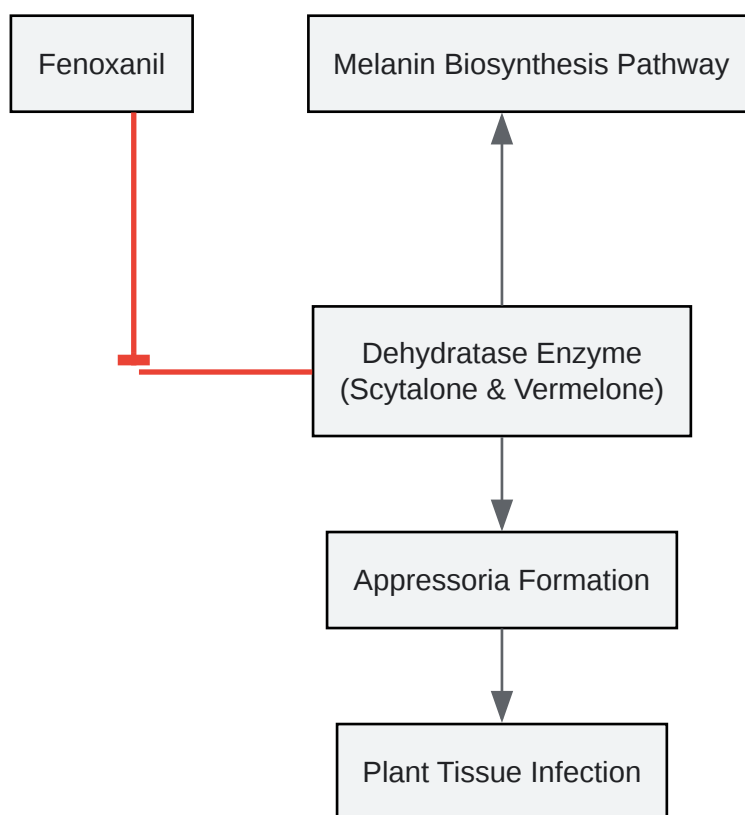 Fenoxanil
Melanin Biosynthesis Pathway
Dehydratase Enzyme
(Scytalone & Vermelone)
Appressoria Formation
Plant Tissue Infection